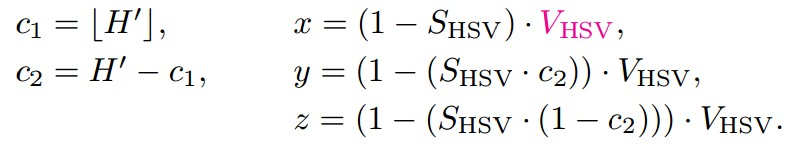 c₁ = ⌊H′⌋, x = (1 − S_HSV) · V_HSV,
c₂ = H′ − c₁, y = (1 − (S_HSV · c₂)) · V_HSV,
z = (1 − (S_HSV · (1 − c₂))) · V_HSV.